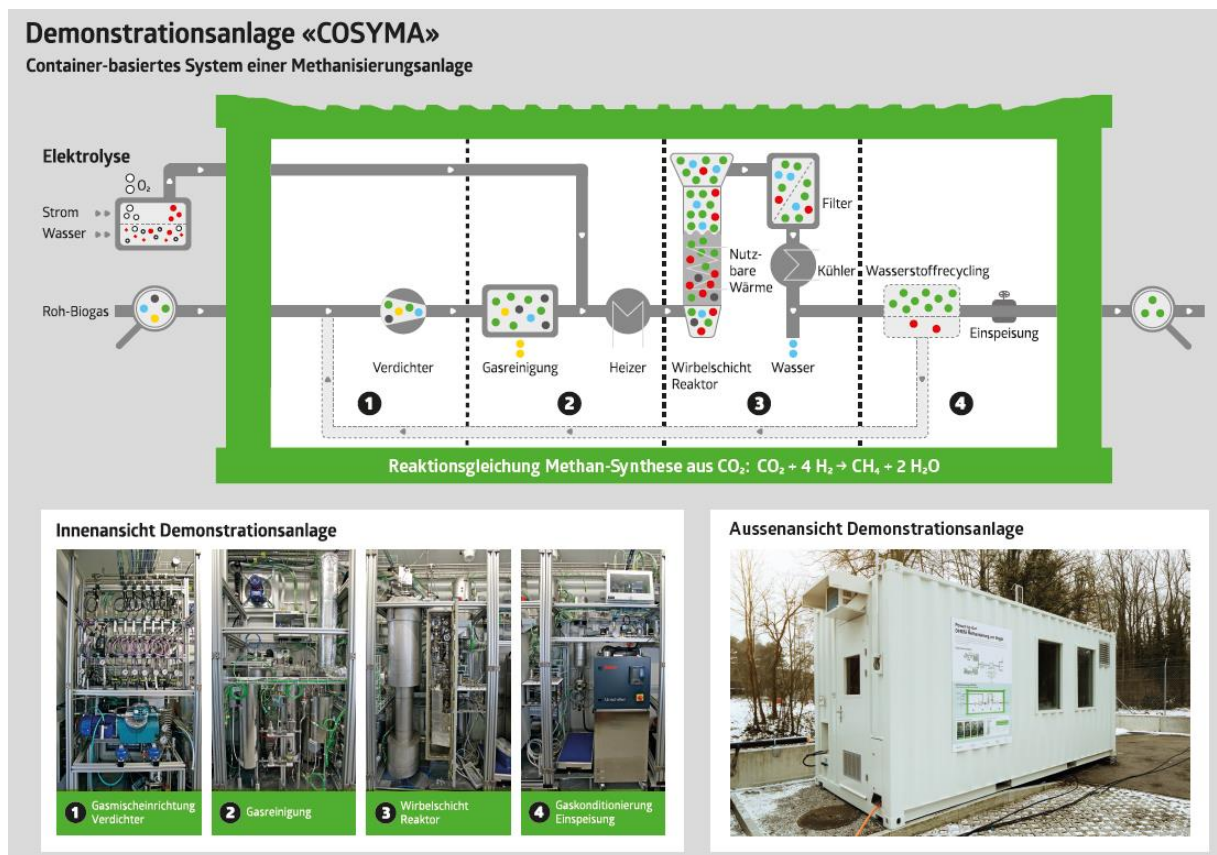 Demonstrationsanlage «COSYMA»
Container-basiertes System einer Methanisierungsanlage
Elektrolyse
O₂
Strom
Wasser
Roh-Biogas
Verdichter
Gasreinigung
Heizer
Wirbelschicht
Reaktor
Nutz-
bare
Wärme
Filter
Kühler
Wasser
Wasserstoffrecycling
Einspeisung
1
2
3
4
Reaktionsgleichung Methan-Synthese aus CO₂: CO₂ + 4 H₂ → CH₄ + 2 H₂O
Innenansicht Demonstrationsanlage
1 Gasmischeinrichtung
Verdichter
2 Gasreinigung
3 Wirbelschicht
Reaktor
4 Gaskonditionierung
Einspeisung
Aussenansicht Demonstrationsanlage